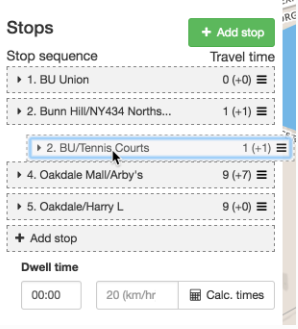 Stops
+ Add stop
Stop sequence Travel time
1. BU Union 0 (+0)
2. Bunn Hill/NY434 Norths... 1 (+1)
2. BU/Tennis Courts 1 (+1)
4. Oakdale Mall/Arby's 9 (+7)
5. Oakdale/Harry L 9 (+0)
+ Add stop
Dwell time
00:00 20 (km/hr Calc. times